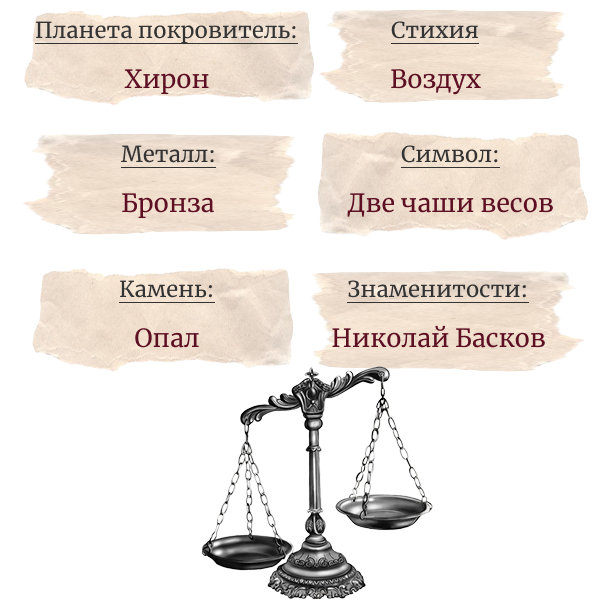 Планета покровитель:
Хирон
Стихия
Воздух
Металл:
Бронза
Символ:
Две чаши весов
Камень:
Опал
Знаменитости:
Николай Басков